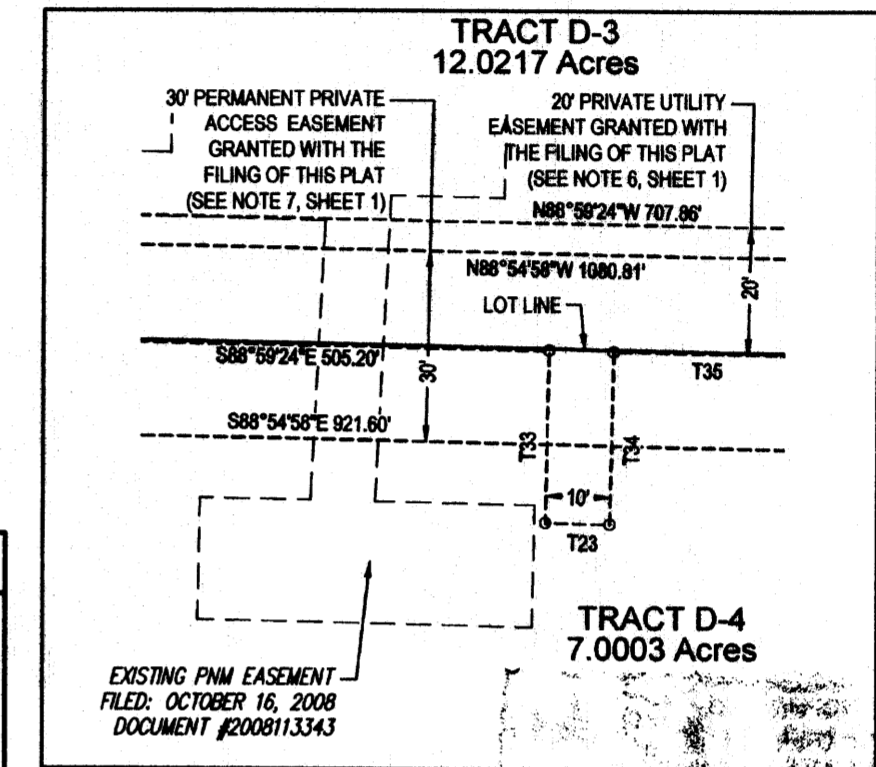 TRACT D-3
12.0217 Acres
30' PERMANENT PRIVATE
ACCESS EASEMENT
GRANTED WITH THE
FILING OF THIS PLAT
(SEE NOTE 7, SHEET 1)
20' PRIVATE UTILITY
EASEMENT GRANTED WITH
THE FILING OF THIS PLAT
(SEE NOTE 6, SHEET 1)
N88°59'24"W 707.86'
N88°54'58"W 1080.81'
20'
LOT LINE
S88°59'24"E 505.20'
30'
T35
S88°54'58"E 921.60'
T33
T34
10'
T23
TRACT D-4
7.0003 Acres
EXISTING PNM EASEMENT
FILED: OCTOBER 16, 2008
DOCUMENT #2008113343